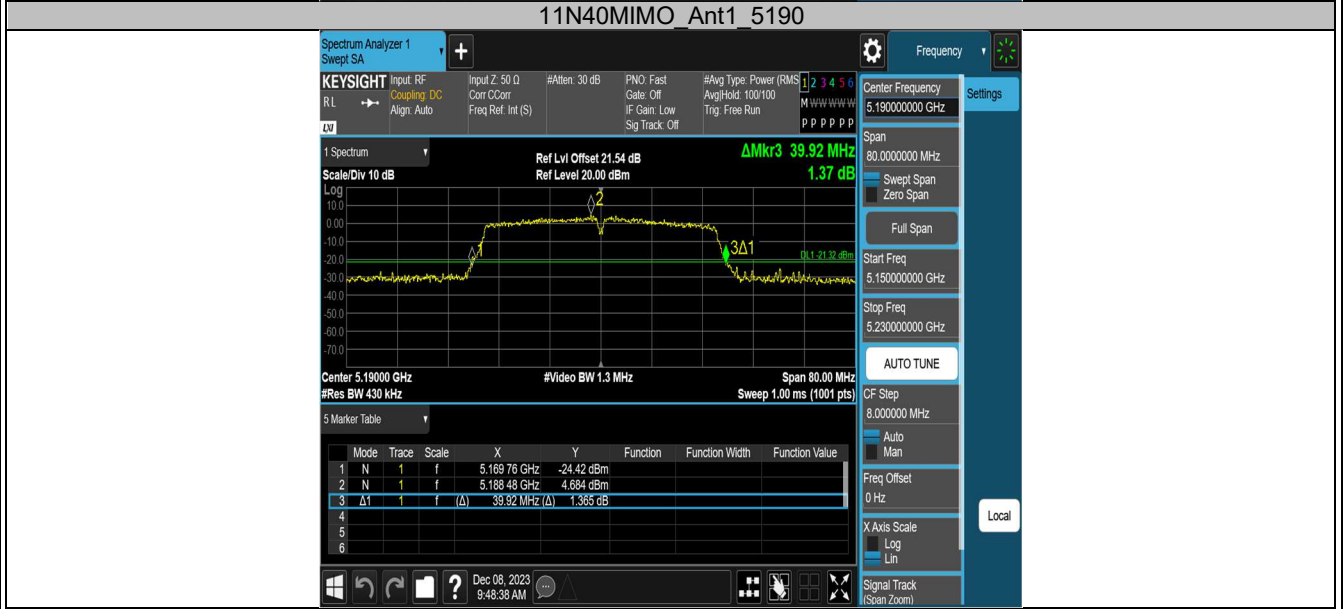 11N40MIMO_Ant1_5190
Spectrum Analyzer 1
Swept SA
+
Frequency
KEYSIGHT
RL
LXI
Input: RF
Coupling: DC
Align: Auto
Input Z: 50 Ω
Corr CCorr
Freq Ref: Int (S)
#Atten: 30 dB
PNO: Fast
Gate: Off
IF Gain: Low
Sig Track: Off
#Avg Type: Power (RMS
Avg|Hold: 100/100
Trig: Free Run
1 2 3 4 5 6
M W W W W W
P P P P P P
1 Spectrum
Scale/Div 10 dB
Ref Lvl Offset 21.54 dB
Ref Level 20.00 dBm
ΔMkr3 39.92 MHz
1.37 dB
Log
10.0
0.00
-10.0
-20.0
-30.0
-40.0
-50.0
-60.0
-70.0
2
1
3Δ1
DL1 -21.32 dBm
Center 5.19000 GHz
#Video BW 1.3 MHz
Span 80.00 MHz
#Res BW 430 kHz
Sweep 1.00 ms (1001 pts)
5 Marker Table
Mode Trace Scale X Y Function Function Width Function Value
1 N 1 f 5.169 76 GHz -24.42 dBm
2 N 1 f 5.188 48 GHz 4.684 dBm
3 Δ1 1 f (Δ) 39.92 MHz (Δ) 1.365 dB
4
5
6
?
Dec 08, 2023
9:48:38 AM
Center Frequency
5.190000000 GHz
Settings
Span
80.0000000 MHz
Swept Span
Zero Span
Full Span
Start Freq
5.150000000 GHz
Stop Freq
5.230000000 GHz
AUTO TUNE
CF Step
8.000000 MHz
Auto
Man
Freq Offset
0 Hz
X Axis Scale
Log
Lin
Signal Track
(Span Zoom)
Local